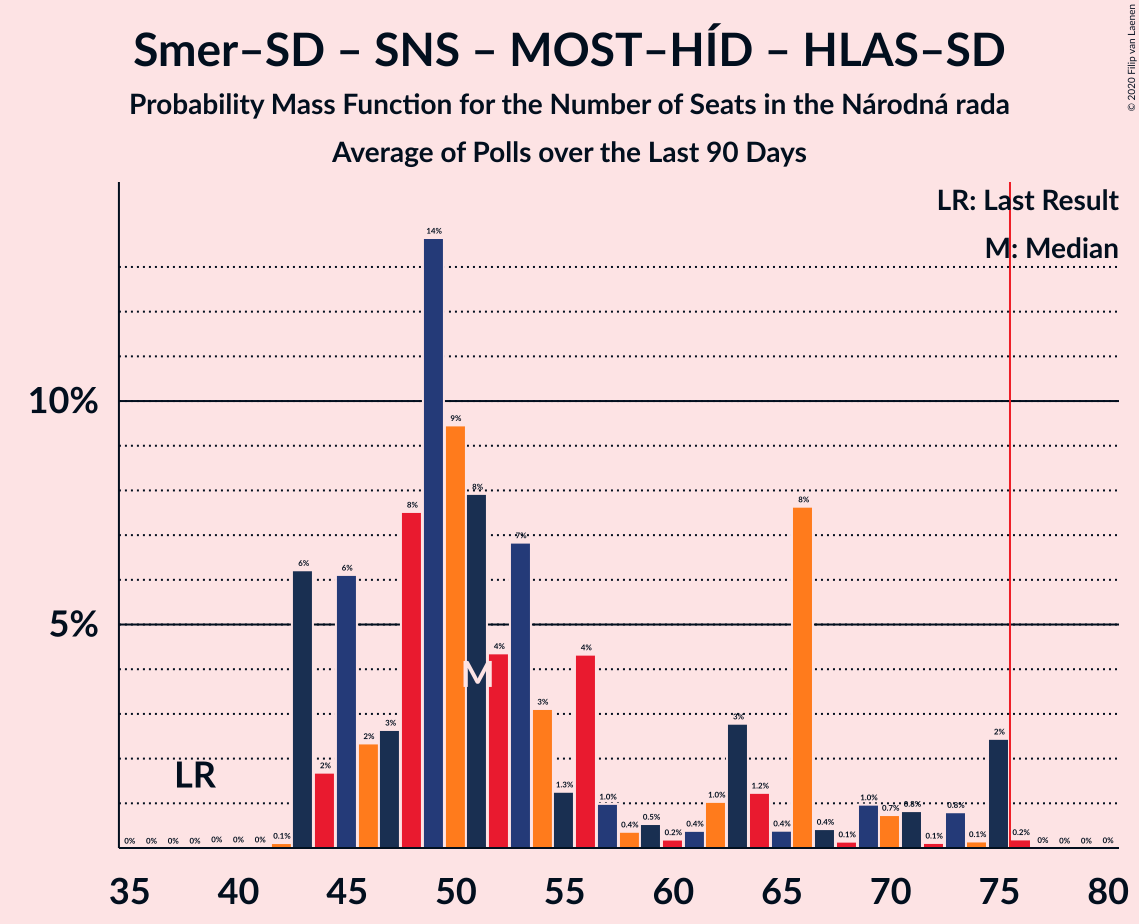 Smer–SD – SNS – MOST–HÍD – HLAS–SD
Probability Mass Function for the Number of Seats in the Národná rada
Average of Polls over the Last 90 Days
© 2020 Filip van Laenen
LR: Last Result
M: Median
10%
5%
LR
M
0% 0% 0% 0% 0% 0% 0% 0.1% 6% 2% 6% 2% 3% 8% 14% 9% 8% 4% 7% 3% 1.3% 4% 1.0% 0.4% 0.5% 0.2% 0.4% 1.0% 3% 1.2% 0.4% 8% 0.4% 0.1% 1.0% 0.7% 0.8% 0.1% 0.8% 0.1% 2% 0.2% 0% 0% 0% 0%
35 40 45 50 55 60 65 70 75 80